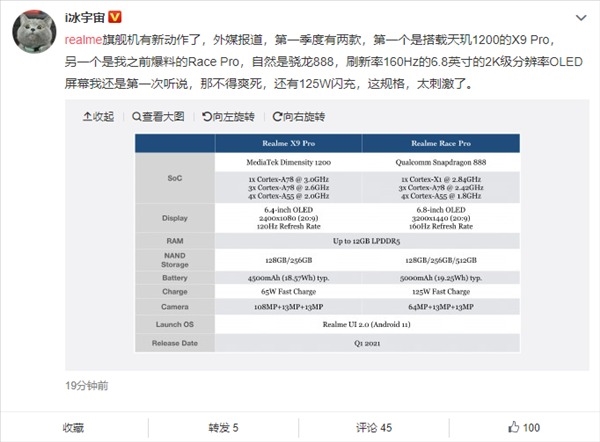 i冰宇宙
realme旗舰机有新动作了，外媒报道，第一季度有两款，第一个是搭载天玑1200的X9 Pro，
另一个是我之前爆料的Race Pro，自然是骁龙888，刷新率160Hz的6.8英寸的2K级分辨率OLED
屏幕我还是第一次听说，那不得爽死，还有125W闪充，这规格，太刺激了。
收起 查看大图 向左旋转 向右旋转
Realme X9 Pro Realme Race Pro
SoC MediaTek Dimensity 1200 Qualcomm Snapdragon 888
1x Cortex-A78 @ 3.0GHz 1x Cortex-X1 @ 2.84GHz
3x Cortex-A78 @ 2.6GHz 3x Cortex-A78 @ 2.42GHz
4x Cortex-A55 @ 2.0GHz 4x Cortex-A55 @ 1.8GHz
Display 6.4-inch OLED 6.8-inch OLED
2400x1080 (20:9) 3200x1440 (20:9)
120Hz Refresh Rate 160Hz Refresh Rate
RAM Up to 12GB LPDDR5
NAND Storage 128GB/256GB 128GB/256GB/512GB
Battery 4500mAh (18.57Wh) typ. 5000mAh (19.25Wh) typ.
Charge 65W Fast Charge 125W Fast Charge
Camera 108MP+13MP+13MP 64MP+13MP+13MP
Launch OS Realme UI 2.0 (Android 11)
Release Date Q1 2021
19分钟前
收藏 转发 5 评论 45 100